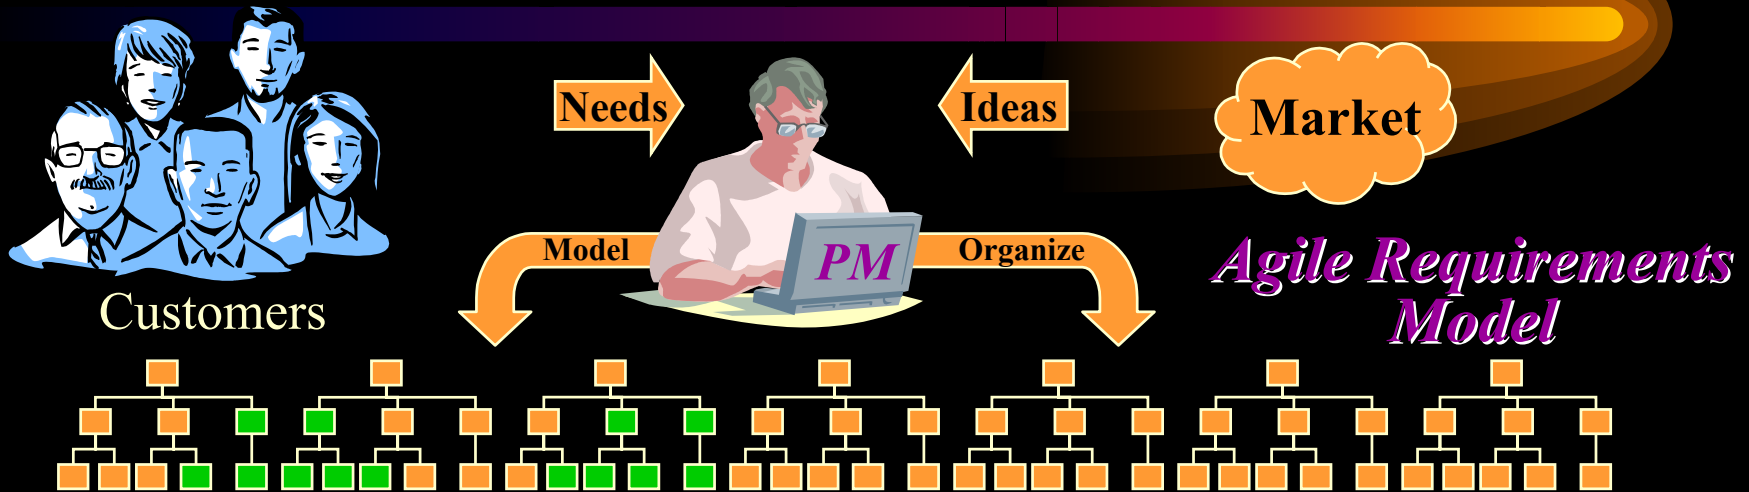 Needs
Ideas
Market
Model
PM
Organize
Agile Requirements
Model
Customers